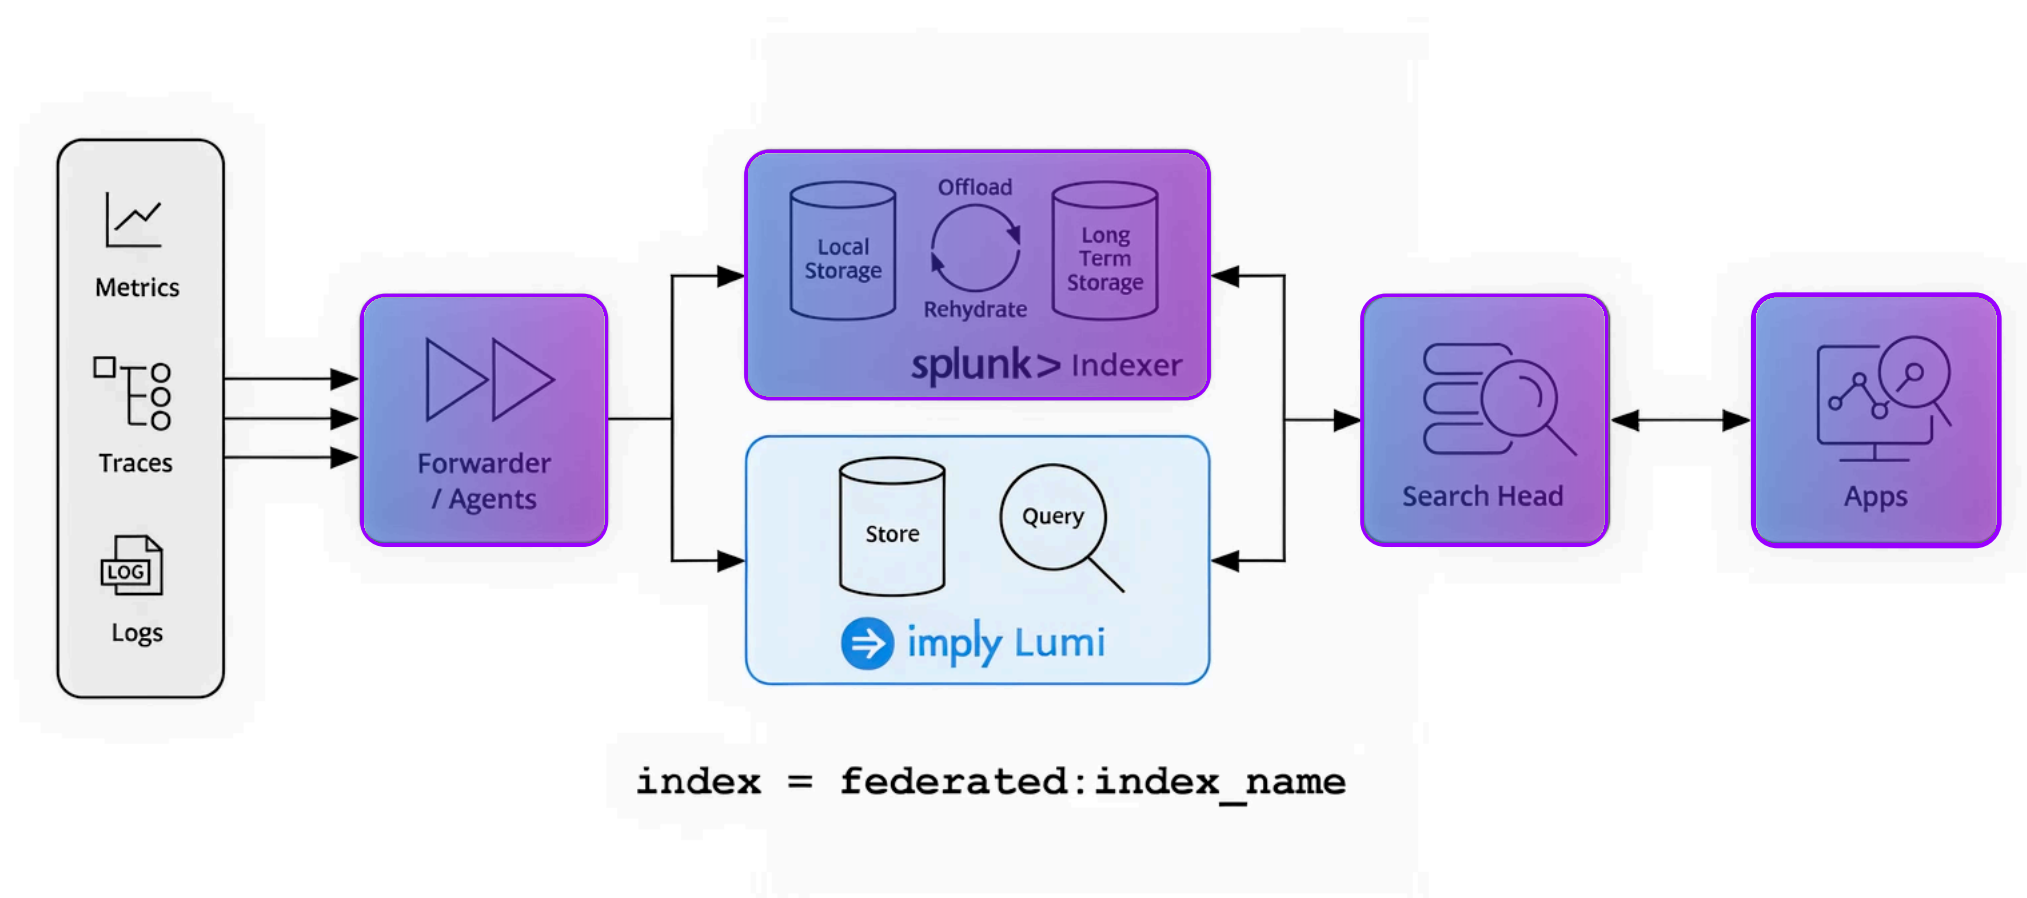 Metrics
Traces
LOG
Logs
Forwarder
/ Agents
Local
Storage
Offload
Rehydrate
Long
Term
Storage
splunk> Indexer
Store
Query
imply Lumi
index = federated:index_name
Search Head
Apps